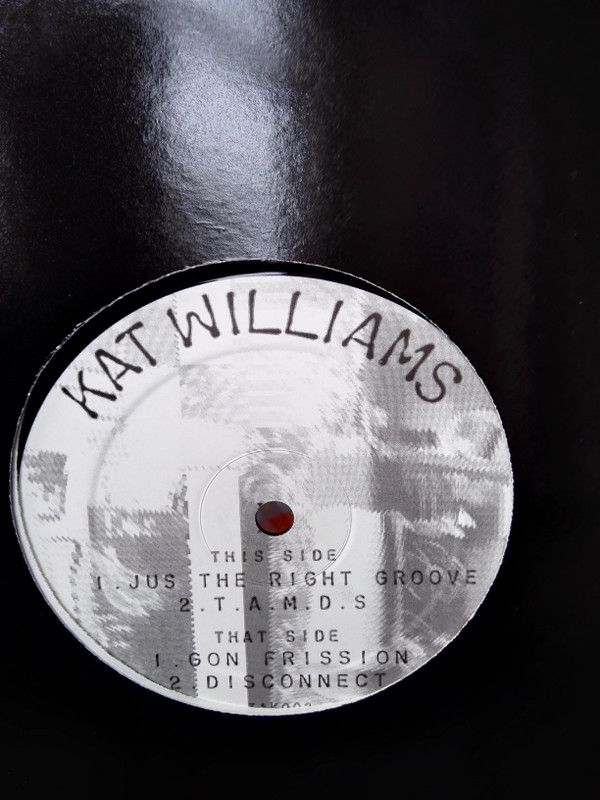 KAT WILLIAMS
THIS SIDE
1.JUS THE RIGHT GROOVE
2.T.A.M.D.S
THAT SIDE
1.GON FRISSION
2.DISCONNECT